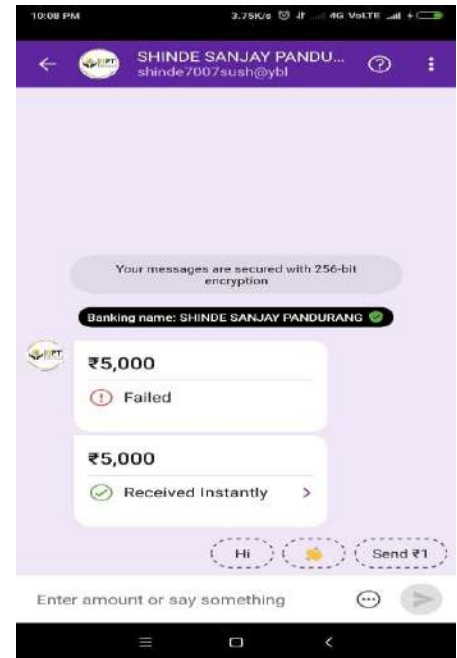 10:08 PM 3.75K/s 4G VoLTE
SHINDE SANJAY PANDU...
shinde7007sush@ybl
Your messages are secured with 256-bit
encryption
Banking name: SHINDE SANJAY PANDURANG
₹5,000
Failed
₹5,000
Received Instantly
Hi
Send ₹1
Enter amount or say something